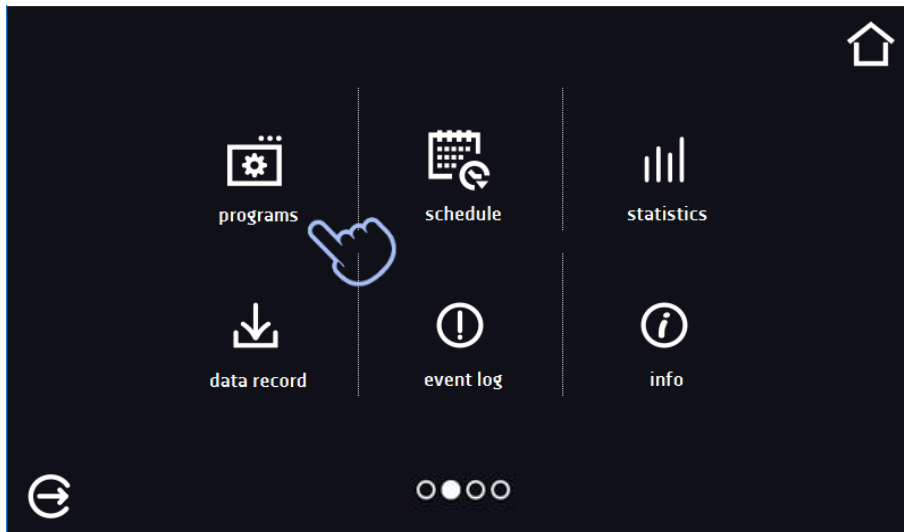 programs
schedule
statistics
data record
event log
info